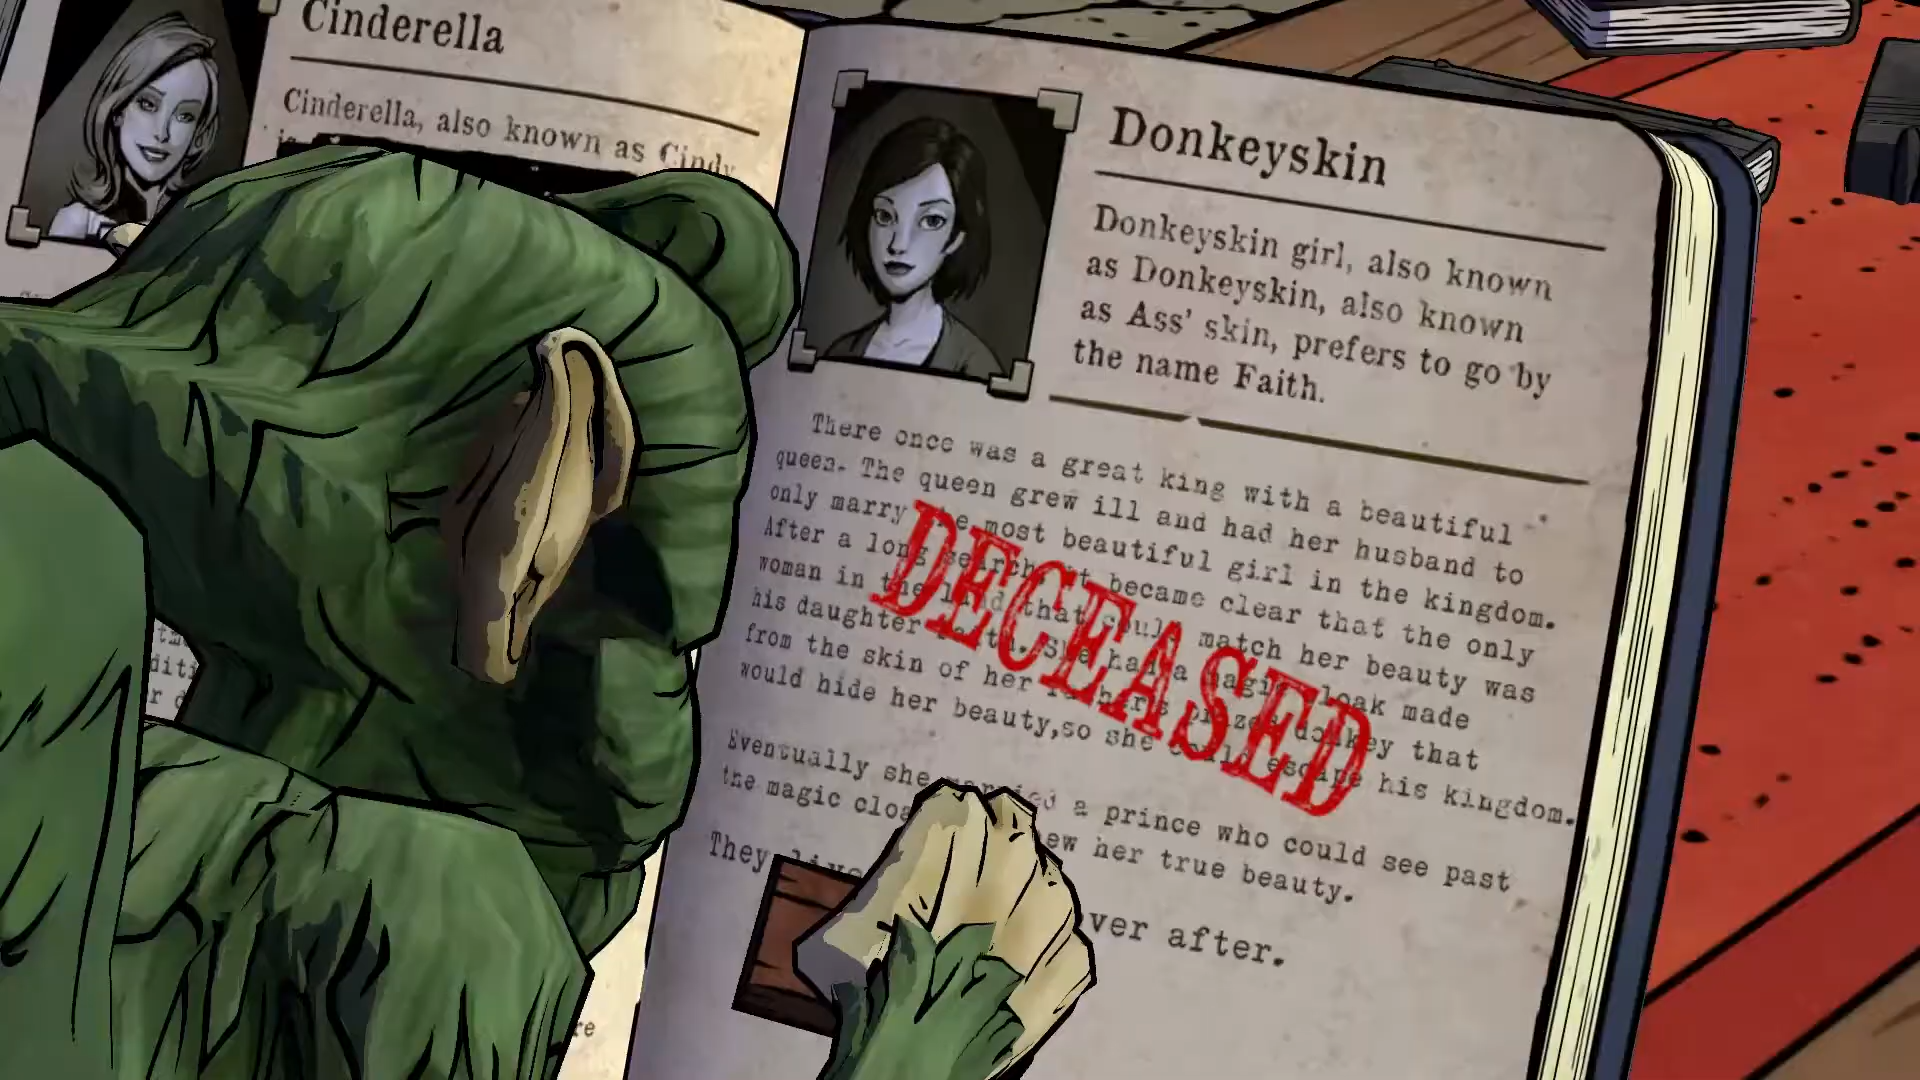 Cinderella
Cinderella, also known as Cindy
Donkeyskin
Donkeyskin girl, also known
as Donkeyskin, also known
as Ass' skin, prefers to go by
the name Faith.
There once was a great king with a beautiful
queen. The queen grew ill and had her husband to
only marry the most beautiful girl in the kingdom.
After a long search, it became clear that the only
woman in the land that could match her beauty was
his daughter Faith. She had a magic cloak made
from the skin of her father's prized donkey that
would hide her beauty, so she could escape his kingdom.
DECEASED
Eventually she married a prince who could see past
the magic cloa ew her true beauty.
They live ver after.